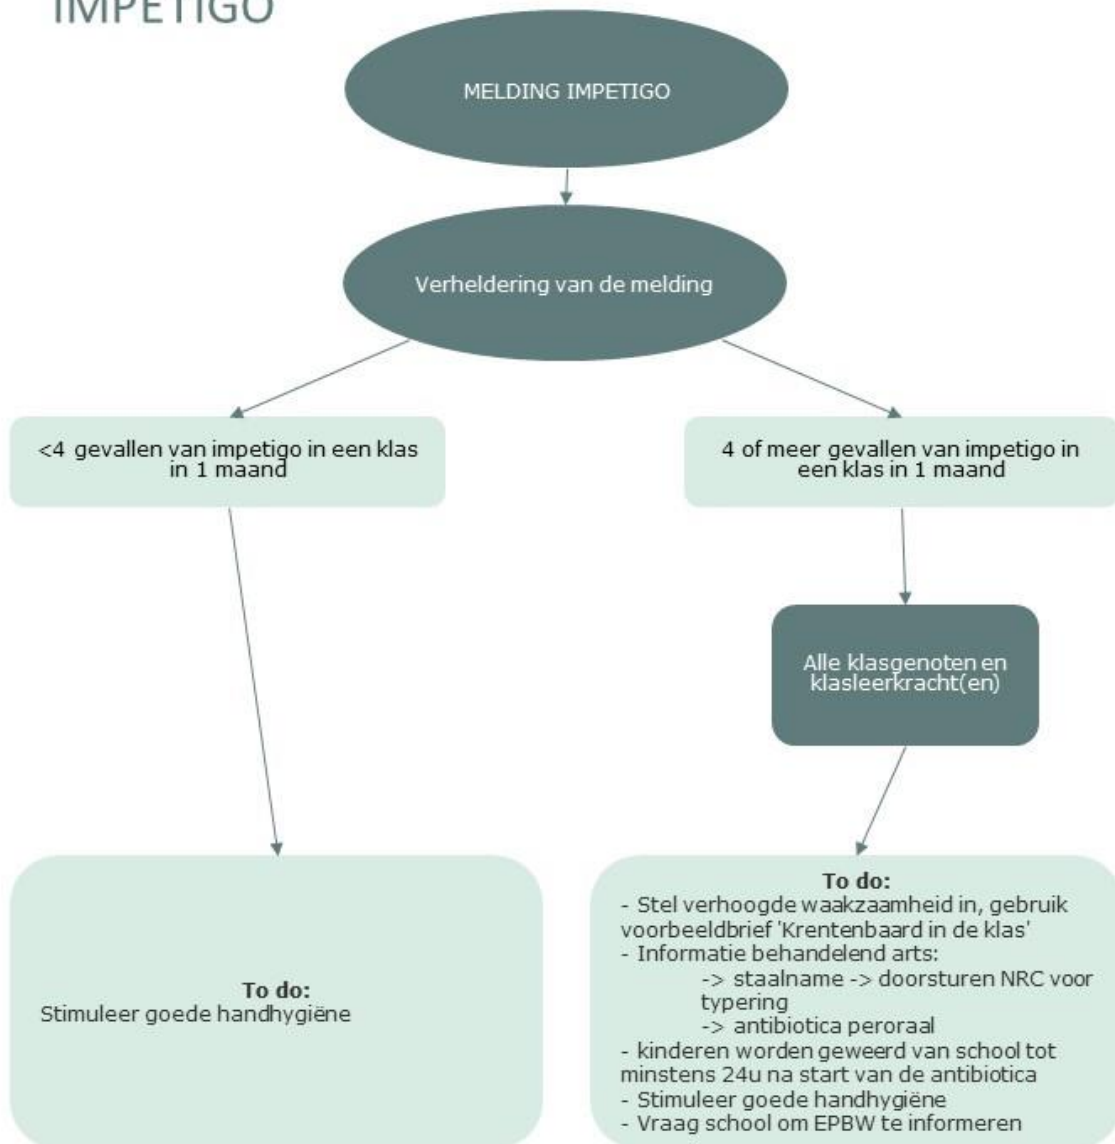 IMPETIGO
MELDING IMPETIGO
Verheldering van de melding
<4 gevallen van impetigo in een klas
in 1 maand
4 of meer gevallen van impetigo in
een klas in 1 maand
Alle klasgenoten en
klasleerkracht(en)
To do:
Stimuleer goede handhygiëne
To do:
- Stel verhoogde waakzaamheid in, gebruik
voorbeeldbrief 'Krentenbaard in de klas'
- Informatie behandelend arts:
-> staalname -> doorsturen NRC voor
typering
-> antibiotica peroraal
- kinderen worden geweerd van school tot
minstens 24u na start van de antibiotica
- Stimuleer goede handhygiëne
- Vraag school om EPBW te informeren